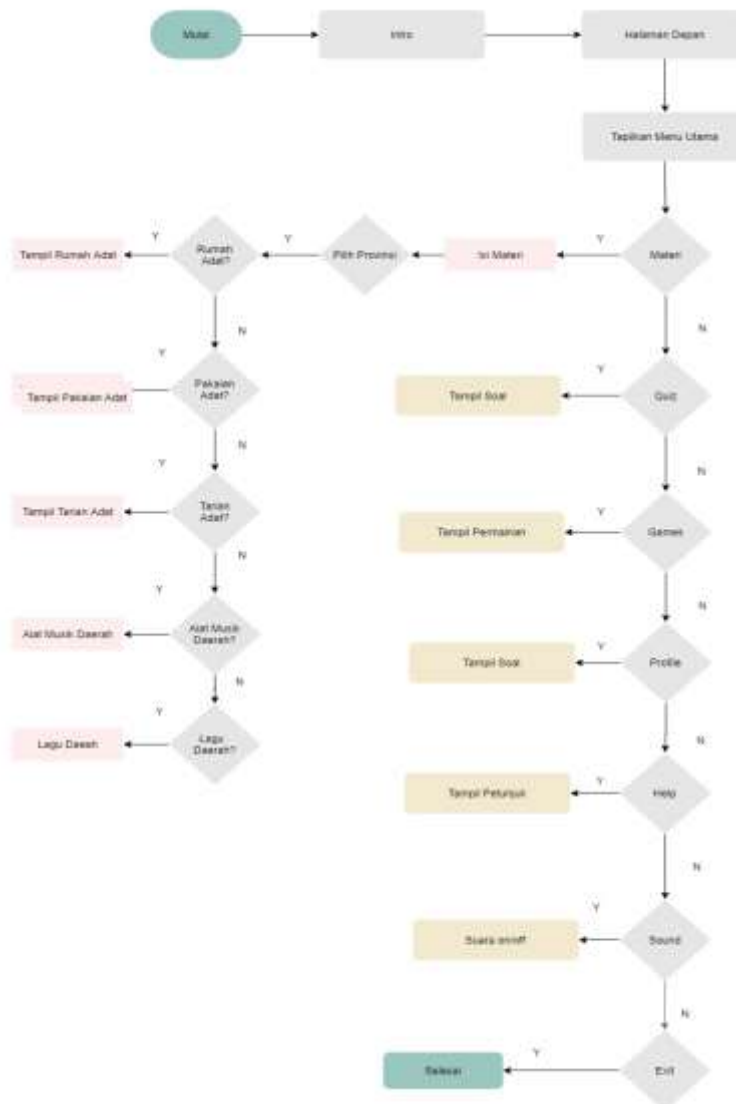 Mulai
Intro
Halaman Depan
Tapilkan Menu Utama
Materi
Y
N
Isi Materi
Pilih Provinsi
Y
Rumah
Adat?
Y
N
Tampil Rumah Adat
Pakaian
Adat?
Y
N
Tampil Pakaian Adat
Tarian
Adat?
Y
N
Tampil Tarian Adat
Alat Musik
Daerah?
Y
N
Alat Musik Daerah
Lagu
Daerah?
Y
Quiz
Y
N
Tampil Soal
Games
Y
N
Tampil Permainan
Profile
Y
N
Tampil Soal
Help
Y
N
Tampil Petunjuk
Sound
Y
N
Suara on/off
Exit
Y
Selesai